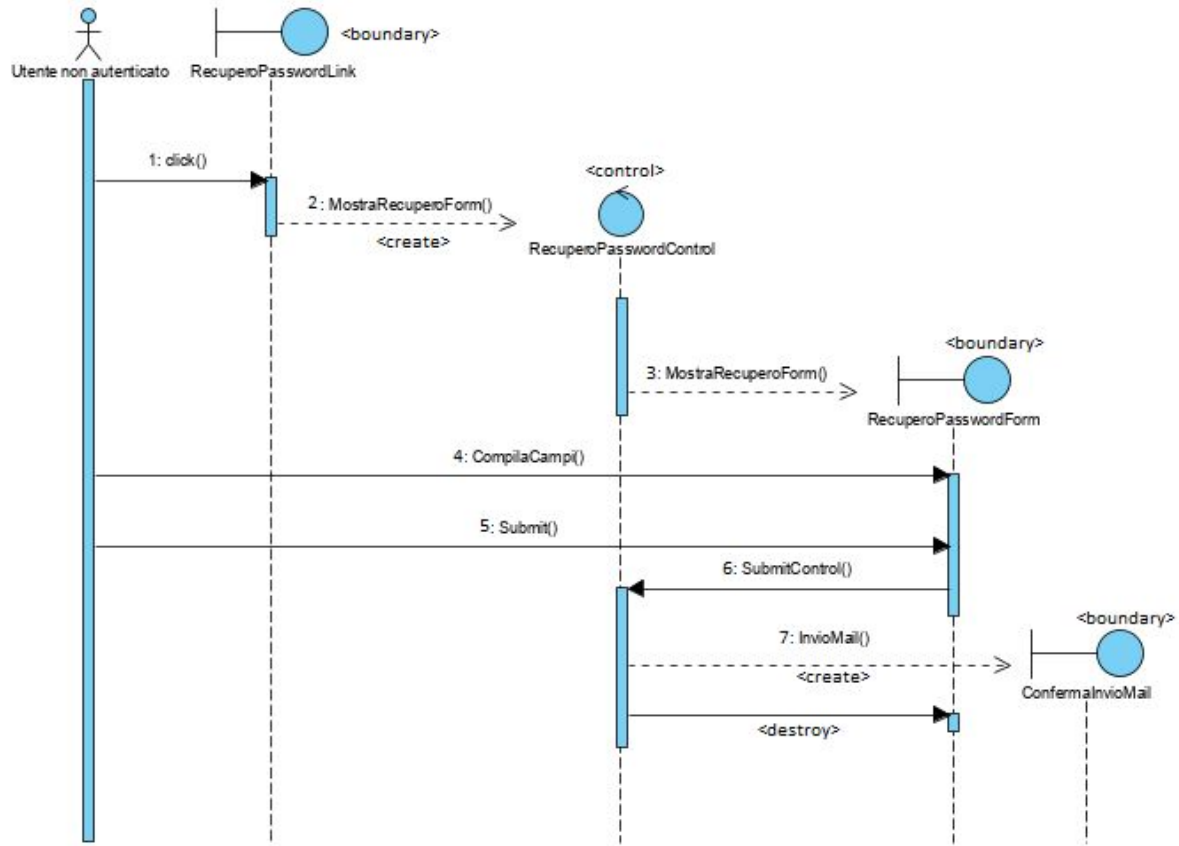 <boundary>
Utente non autenticato
RecuperoPasswordLink
1: click()
<control>
2: MostraRecuperoForm()
<create>
RecuperoPasswordControl
<boundary>
3: MostraRecuperoForm()
RecuperoPasswordForm
4: CompilaCampi()
5: Submit()
6: SubmitControl()
<boundary>
7: InvioMail()
<create>
ConfermaInvioMail
<destroy>